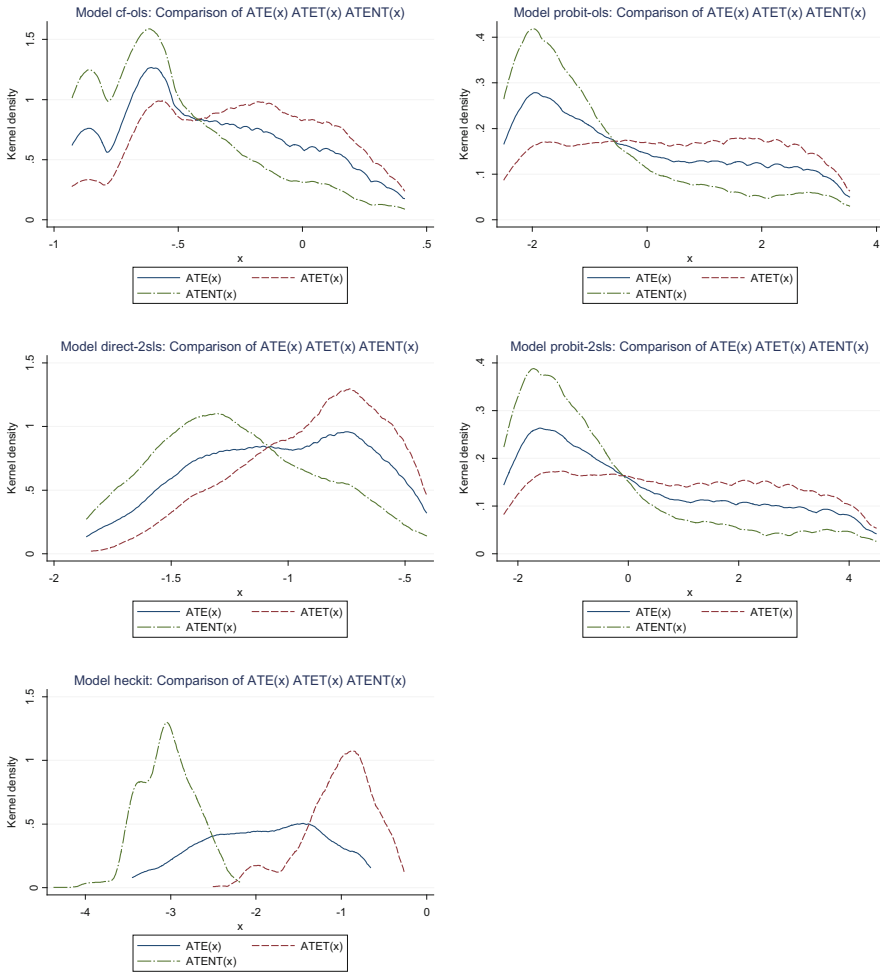 Model cf-ols: Comparison of ATE(x) ATET(x) ATENT(x)
Kernel density
0 .5 1 1.5
-1 -.5 0 .5
x
ATE(x) ATET(x)
ATENT(x)
Model probit-ols: Comparison of ATE(x) ATET(x) ATENT(x)
Kernel density
0 .1 .2 .3 .4
-2 0 2 4
x
ATE(x) ATET(x)
ATENT(x)
Model direct-2sls: Comparison of ATE(x) ATET(x) ATENT(x)
Kernel density
0 .5 1 1.5
-2 -1.5 -1 -.5
x
ATE(x) ATET(x)
ATENT(x)
Model probit-2sls: Comparison of ATE(x) ATET(x) ATENT(x)
Kernel density
0 .1 .2 .3 .4
-2 0 2 4
x
ATE(x) ATET(x)
ATENT(x)
Model heckit: Comparison of ATE(x) ATET(x) ATENT(x)
Kernel density
0 .5 1 1.5
-4 -3 -2 -1 0
x
ATE(x) ATET(x)
ATENT(x)